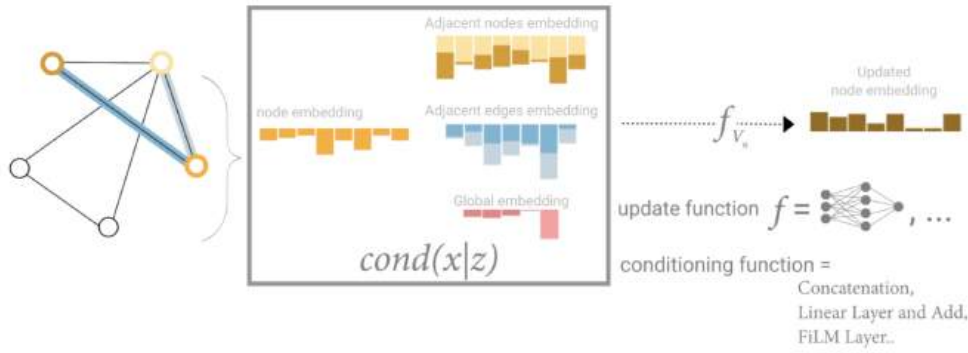 Adjacent nodes embedding
node embedding
Adjacent edges embedding
Global embedding
cond(x|z)
f Vn
Updated
node embedding
update function f = , ...
conditioning function =
Concatenation,
Linear Layer and Add,
FiLM Layer..